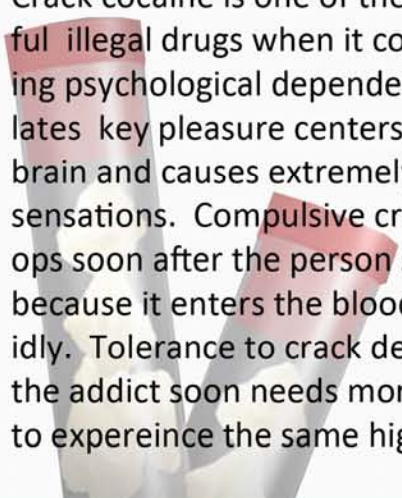 Crack cocaine is one of the
ful illegal drugs when it co
ing psychological depende
lates key pleasure centers
brain and causes extremel
sensations. Compulsive cr
ops soon after the person
because it enters the blood
idly. Tolerance to crack de
the addict soon needs mor
to expereince the same hig